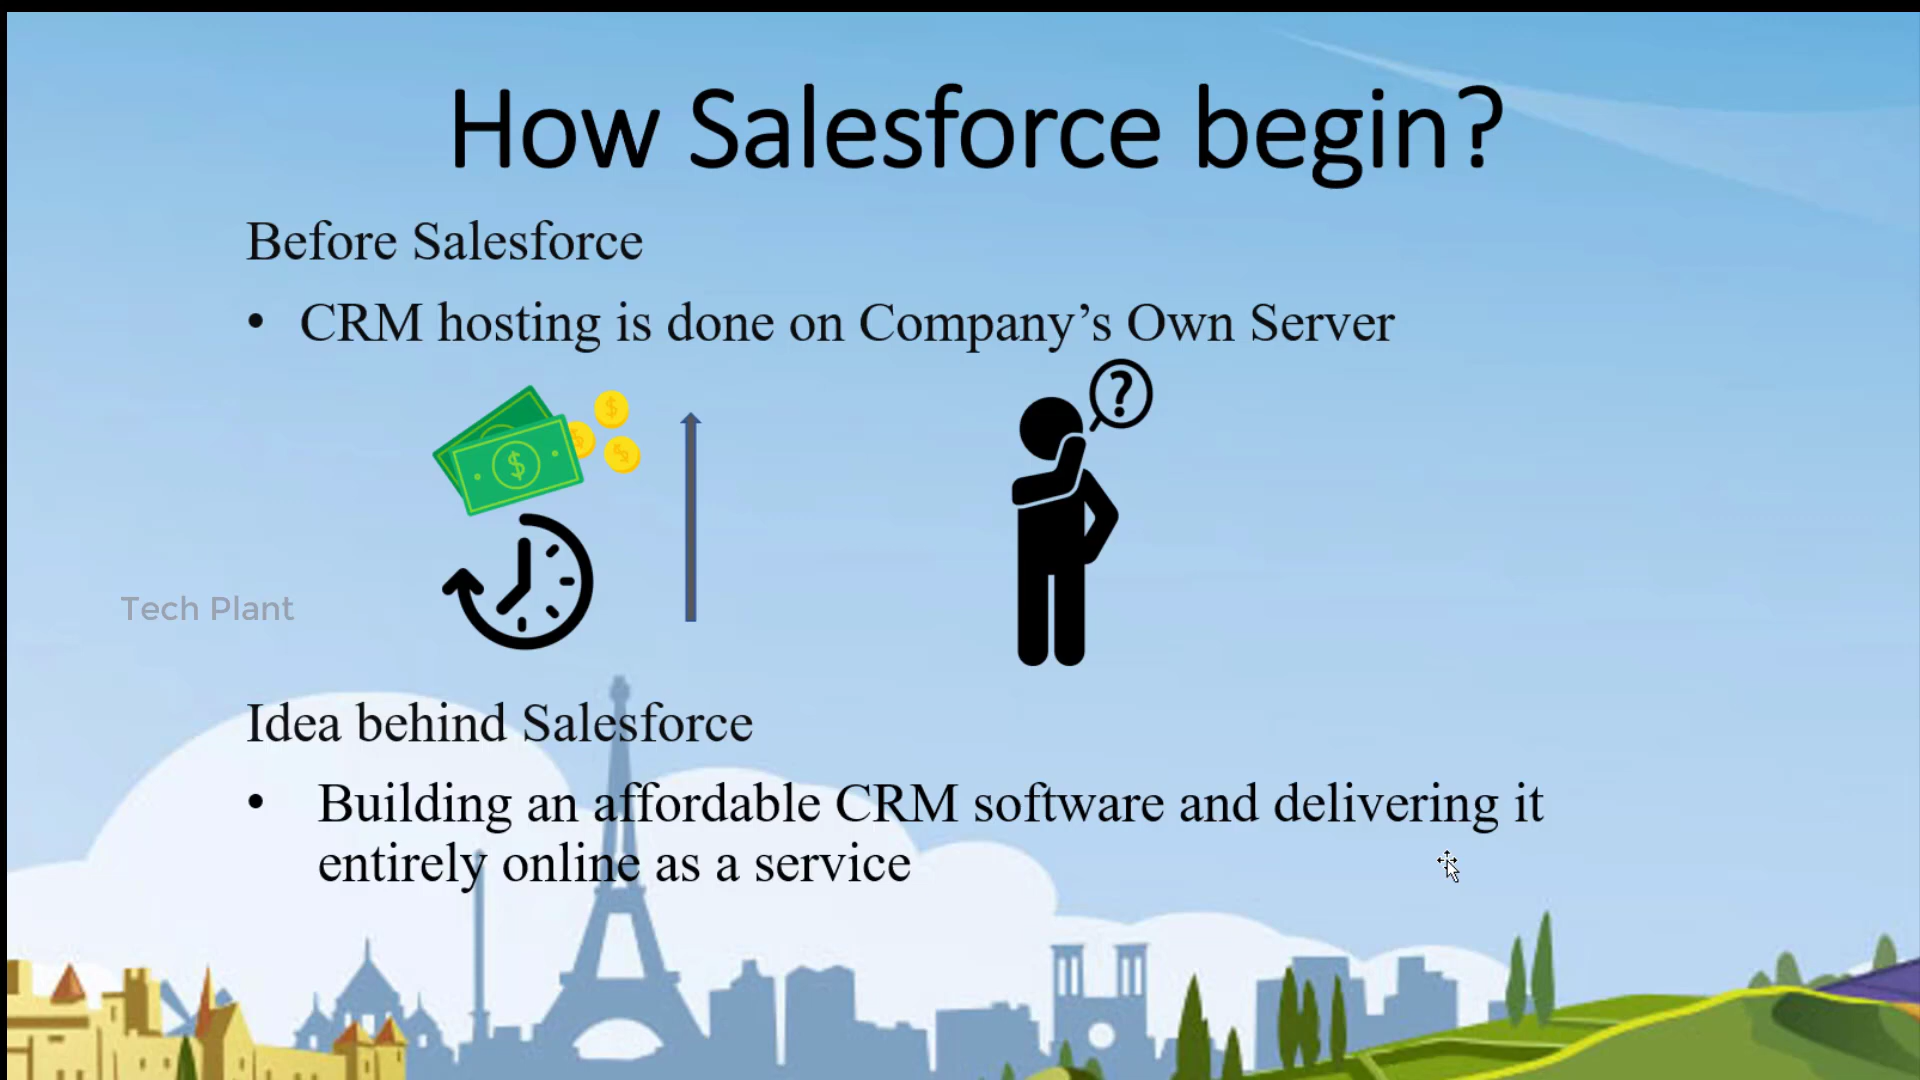 How Salesforce begin?
Before Salesforce
• CRM hosting is done on Company’s Own Server
$ $ $ $
?
Tech Plant
Idea behind Salesforce
• Building an affordable CRM software and delivering it
entirely online as a service